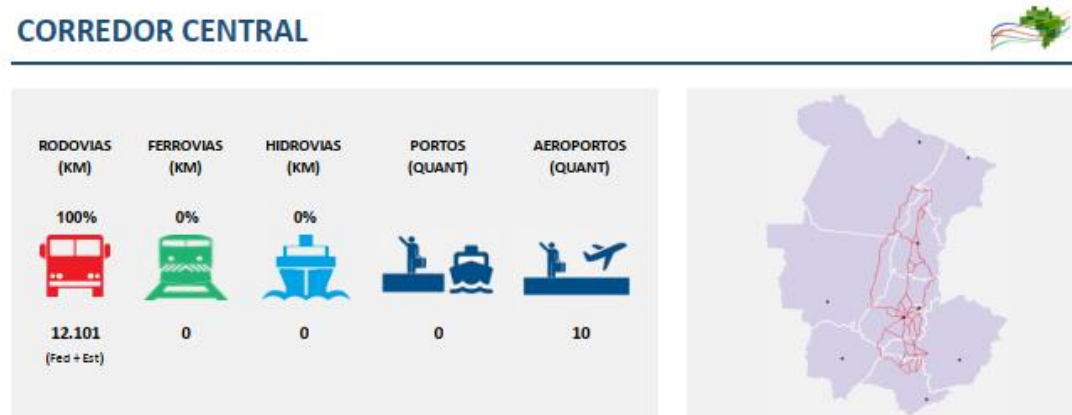 CORREDOR CENTRAL
RODOVIAS
(KM)
FERROVIAS
(KM)
HIDROVIAS
(KM)
PORTOS
(QUANT)
AEROPORTOS
(QUANT)
100%
0%
0%
12.101
(Fed + Est)
0
0
0
10